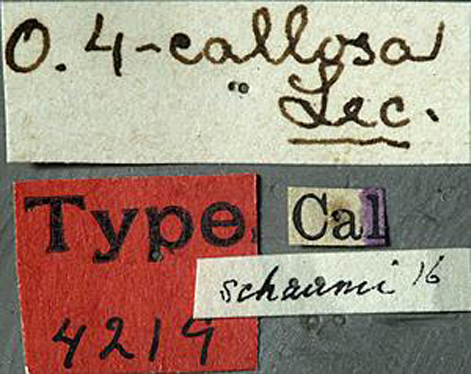 O. 4-callosa
Lec.
Type
Cal
schaumi 16
4219